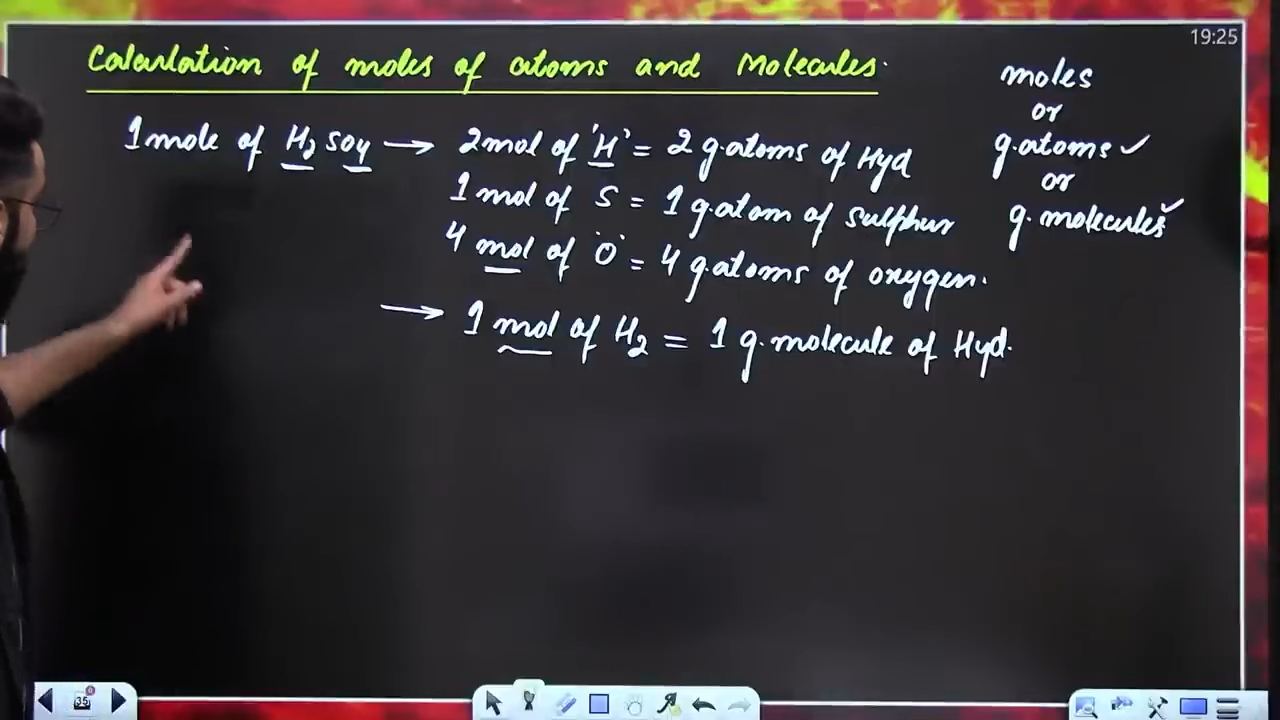 19:25
Calculation of moles of atoms and Molecules.
moles
or
g.atoms ✓
or
g.molecules ✓
1 mole of H2SO4 → 2 mol of 'H' = 2 g.atoms of Hyd
1 mol of S = 1 g.atom of sulphur
4 mol of 'O' = 4 g.atoms of oxygen.
→ 1 mol of H2 = 1 g.molecule of Hyd.
35